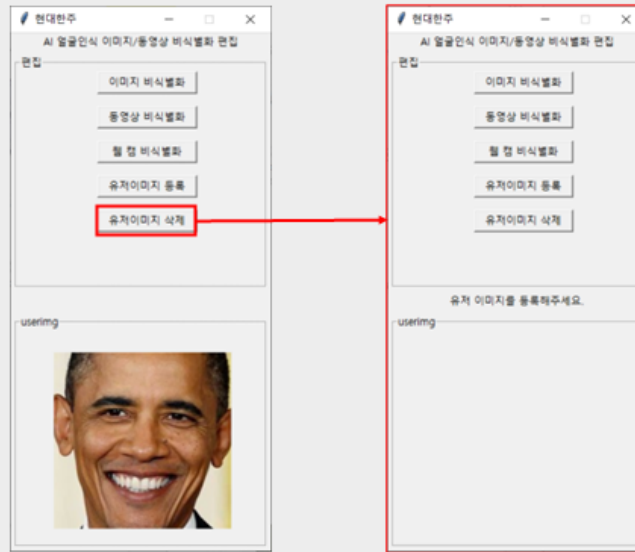 현대한주
AI 얼굴인식 이미지/동영상 비식별화 편집
편집
이미지 비식별화
동영상 비식별화
웹 캠 비식별화
유저이미지 등록
유저이미지 삭제
userimg
현대한주
AI 얼굴인식 이미지/동영상 비식별화 편집
편집
이미지 비식별화
동영상 비식별화
웹 캠 비식별화
유저이미지 등록
유저이미지 삭제
유저 이미지를 등록해주세요.
userimg